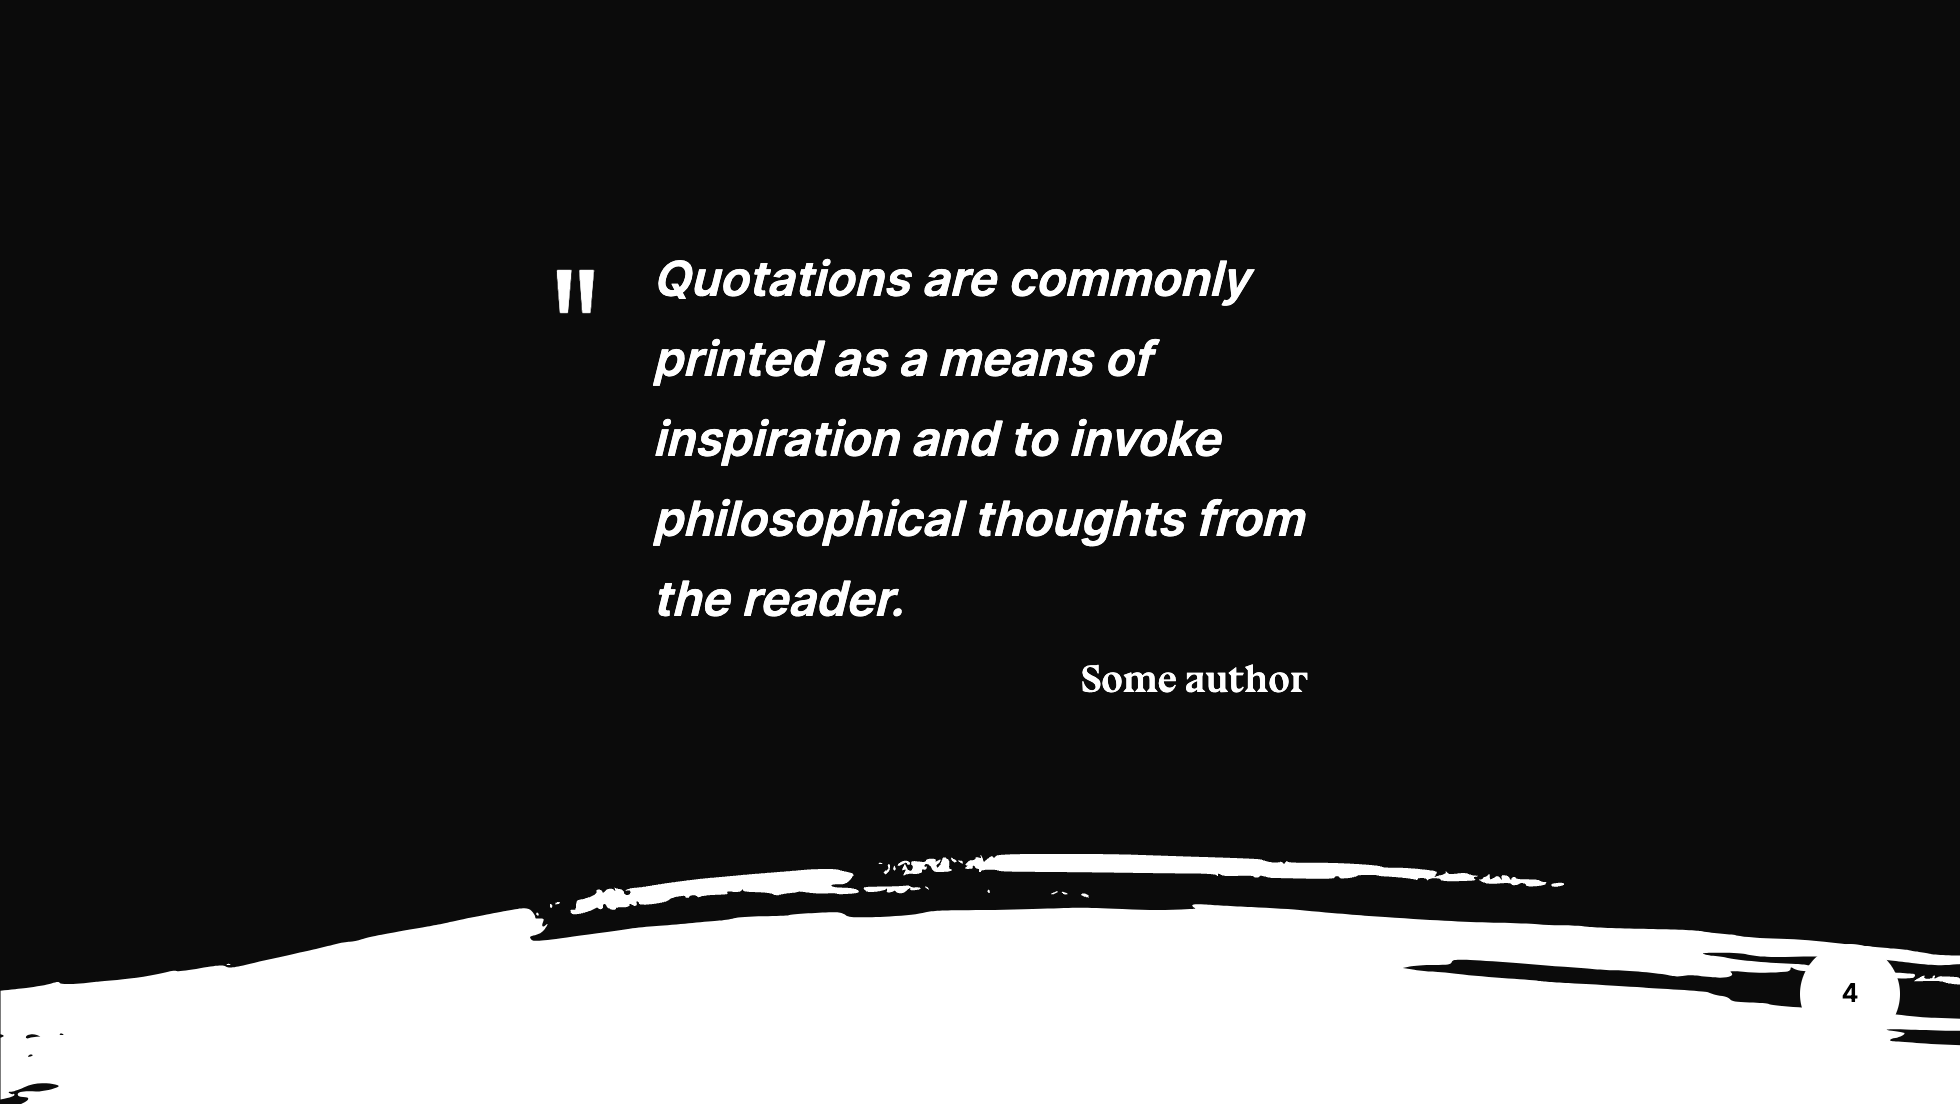 "
Quotations are commonly
printed as a means of
inspiration and to invoke
philosophical thoughts from
the reader.
Some author
4